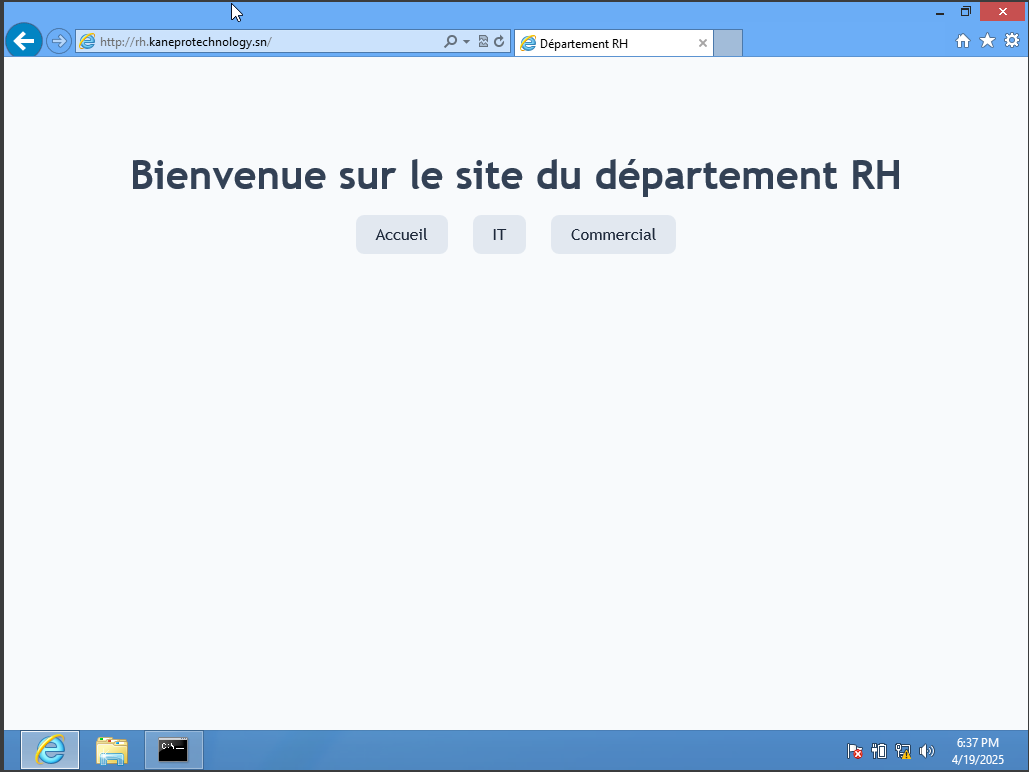 http://rh.kaneprotechnology.sn/
Département RH
Bienvenue sur le site du département RH
Accueil
IT
Commercial
C:\
6:37 PM
4/19/2025